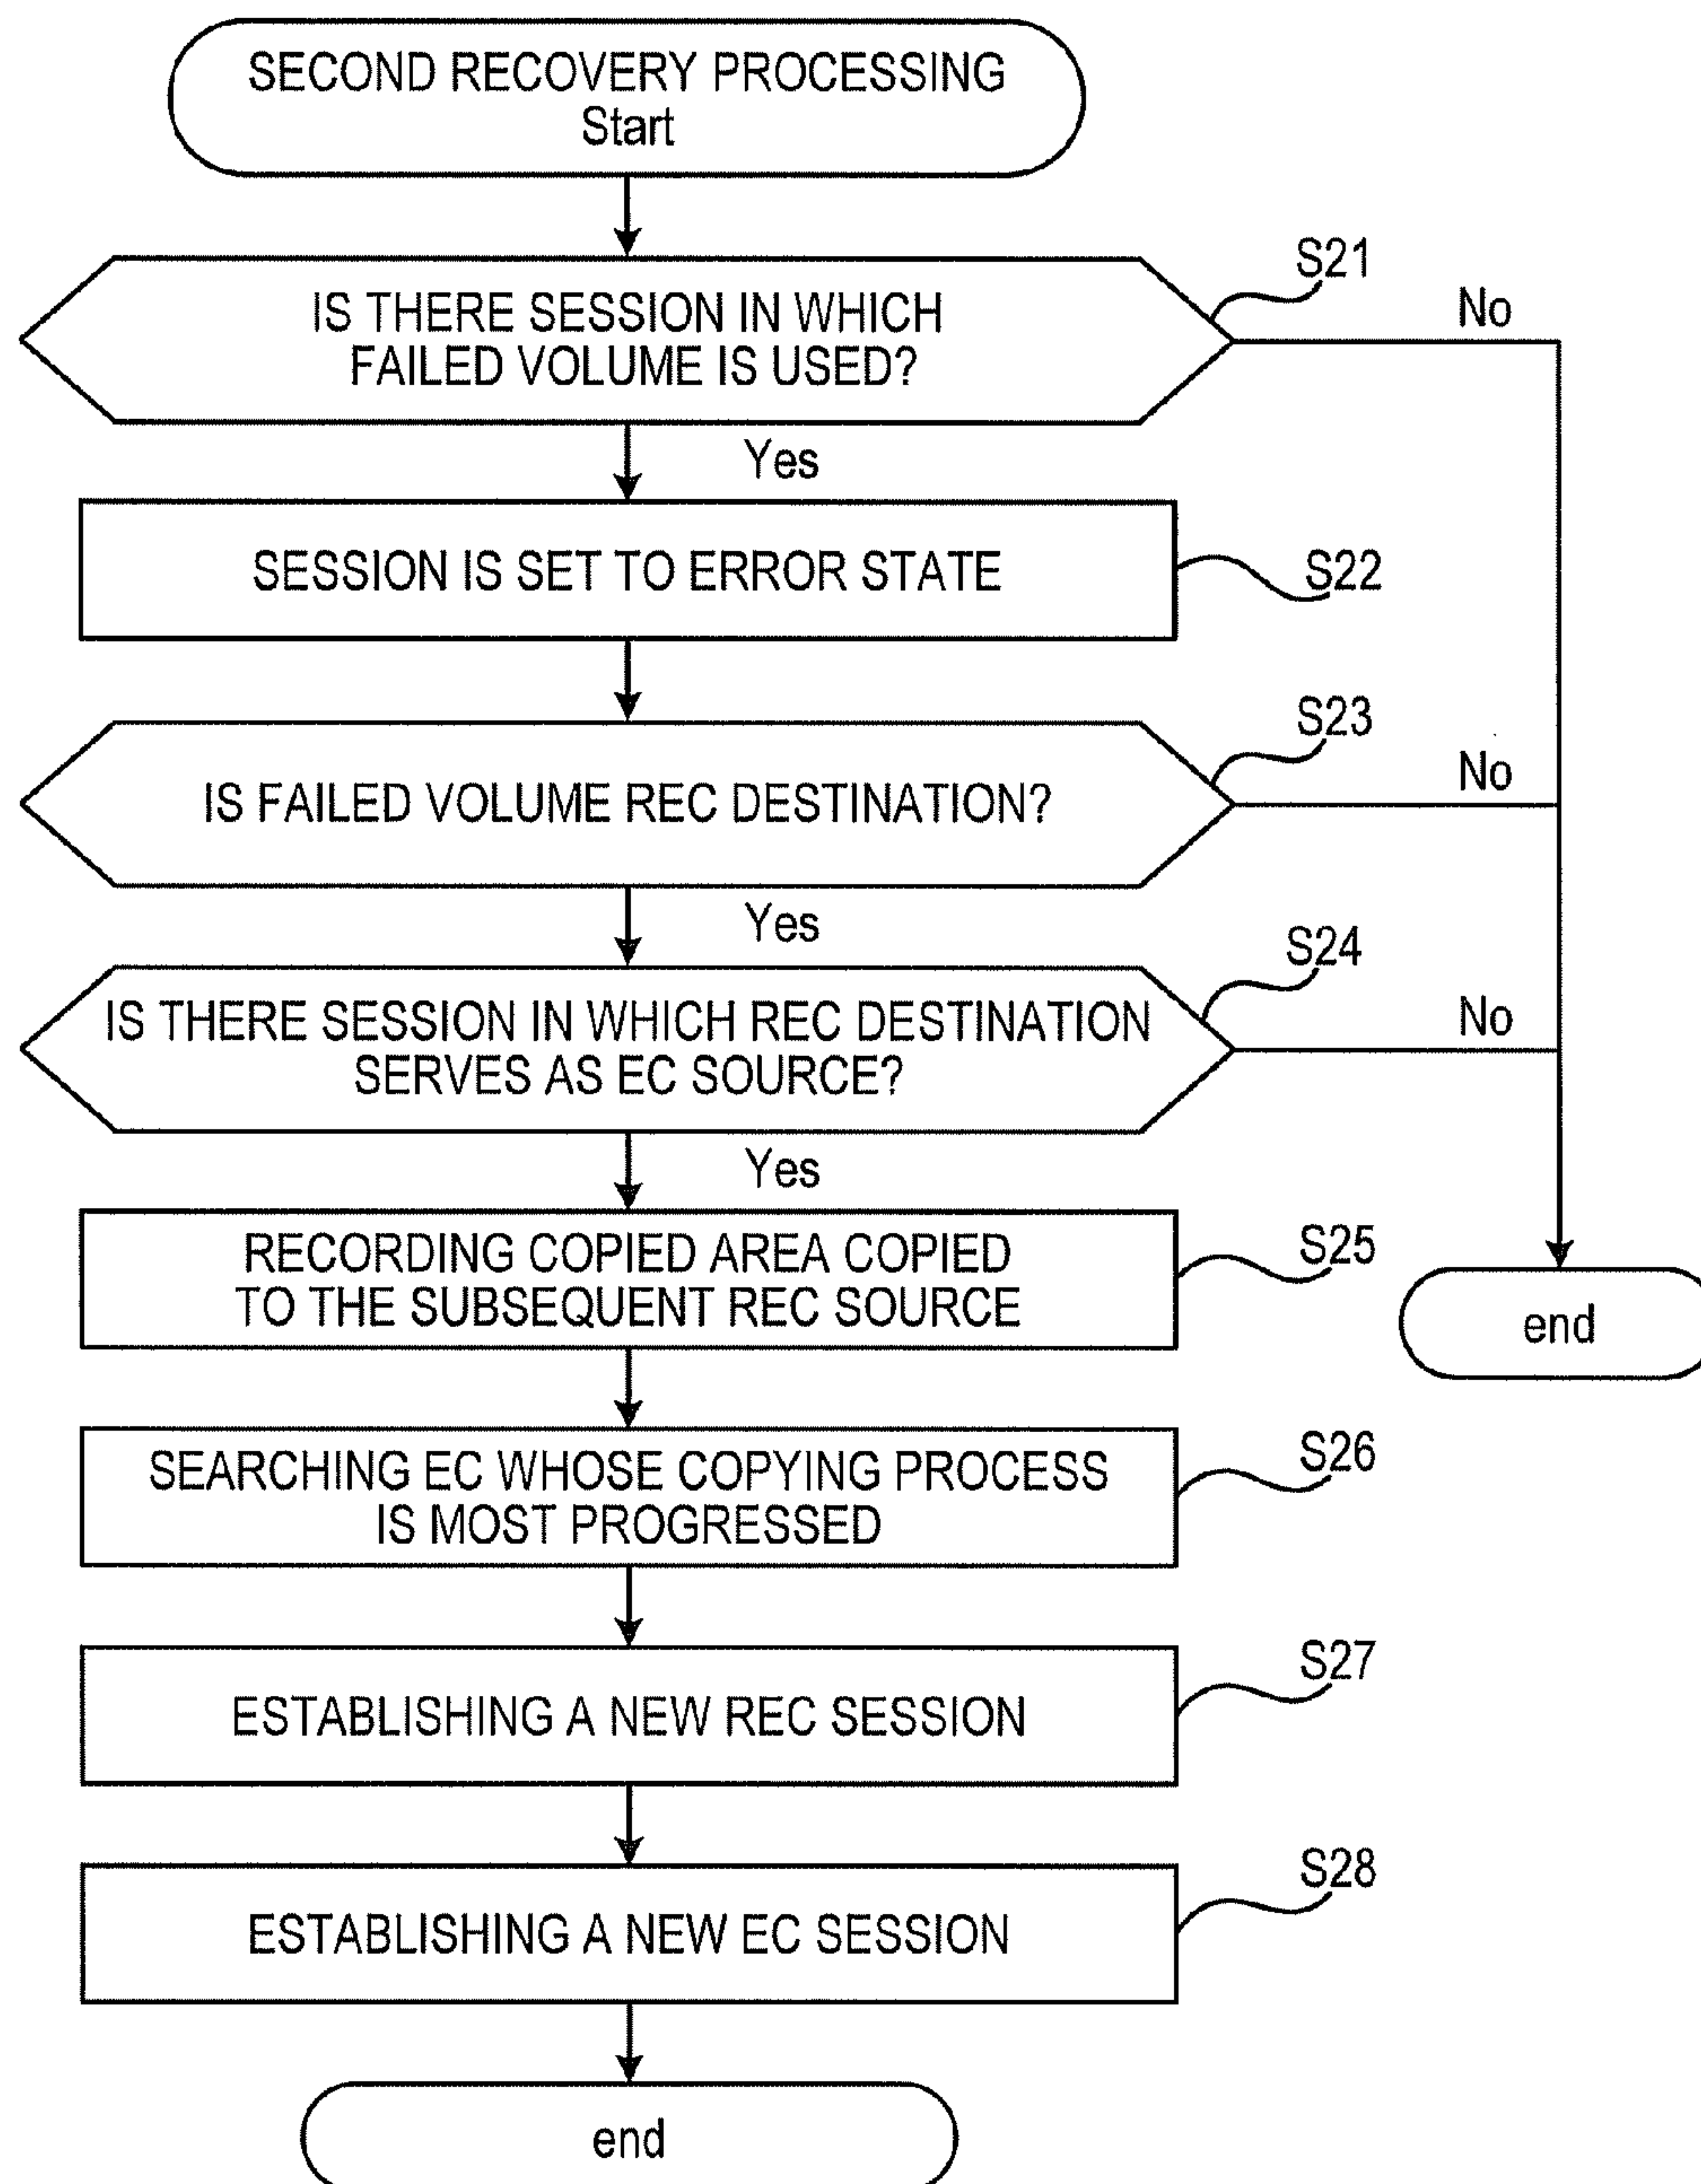 SECOND RECOVERY PROCESSING
Start
S21
No
IS THERE SESSION IN WHICH
FAILED VOLUME IS USED?
Yes
SESSION IS SET TO ERROR STATE
S22
S23
No
IS FAILED VOLUME REC DESTINATION?
Yes
S24
No
IS THERE SESSION IN WHICH REC DESTINATION
SERVES AS EC SOURCE?
Yes
S25
RECORDING COPIED AREA COPIED
TO THE SUBSEQUENT REC SOURCE
end
S26
SEARCHING EC WHOSE COPYING PROCESS
IS MOST PROGRESSED
S27
ESTABLISHING A NEW REC SESSION
S28
ESTABLISHING A NEW EC SESSION
end